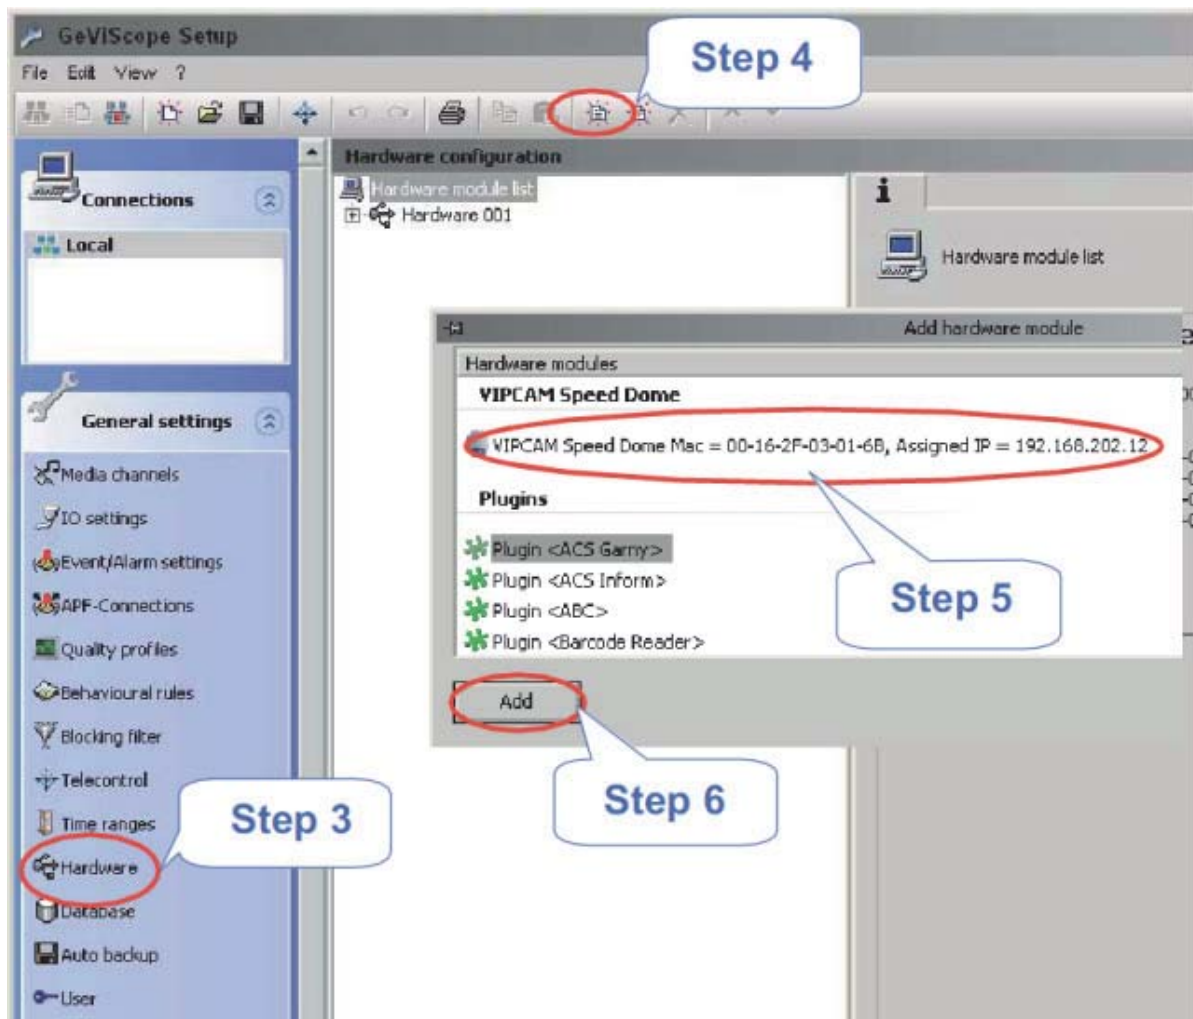 GeViScope Setup
Step 4
File Edit View ?
Hardware configuration
Connections
Hardware module list
Hardware 001
i
Local
Hardware module list
Add hardware module
Hardware modules
VIPCAM Speed Dome
General settings
VIPCAM Speed Dome Mac = 00-16-2F-03-01-6B, Assigned IP = 192.168.202.12
Media channels
Plugins
IO settings
Plugin <ACS Garny>
Event/Alarm settings
Plugin <ACS Inform>
Step 5
APF-Connections
Plugin <ABC>
Quality profiles
Plugin <Barcode Reader>
Behavioural rules
Add
Blocking filter
Telecontrol
Step 6
Time ranges
Step 3
Hardware
Database
Auto backup
User